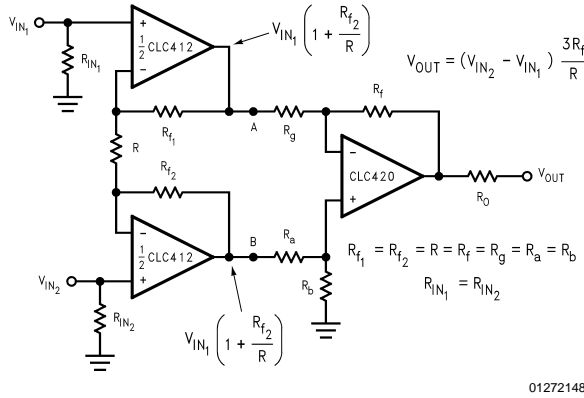 V_IN1
R_IN1
+
1/2 CLC412
−
V_IN1 (1 + R_f2/R)
V_OUT = (V_IN2 − V_IN1) 3R_f/R
R_f1
A
R_g
R_f
R
R_f2
−
CLC420
+
R_O
V_OUT
−
1/2 CLC412
+
B
R_a
R_b
R_f1 = R_f2 = R = R_f = R_g = R_a = R_b
R_IN1 = R_IN2
V_IN2
R_IN2
V_IN1 (1 + R_f2/R)
01272148